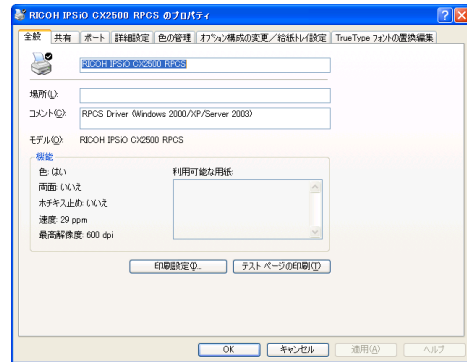 RICOH IPSiO CX2500 RPCS のプロパティ
全般 共有 ポート 詳細設定 色の管理 オプション構成の変更/給紙トレイ設定 TrueType フォントの置換編集
RICOH IPSiO CX2500 RPCS
場所(L):
コメント(C): RPCS Driver (Windows 2000/XP/Server 2003)
モデル(O): RICOH IPSiO CX2500 RPCS
機能
色: はい 利用可能な用紙:
両面: いいえ
ホチキス止め: いいえ
速度: 29 ppm
最高解像度: 600 dpi
印刷設定(I)... テスト ページの印刷(T)
OK キャンセル 適用(A) ヘルプ